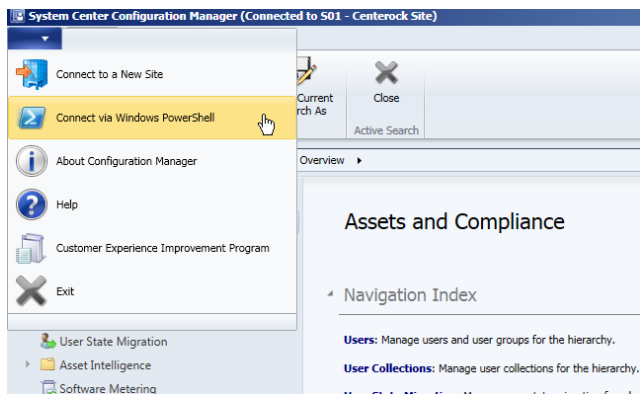 System Center Configuration Manager (Connected to S01 - Centerock Site)
Connect to a New Site
Connect via Windows PowerShell
About Configuration Manager
Help
Customer Experience Improvement Program
Exit
Current
rch As
Close
Active Search
Overview
Assets and Compliance
Navigation Index
Users: Manage users and user groups for the hierarchy.
User Collections: Manage user collections for the hierarchy.
User State Migration
Asset Intelligence
Software Metering